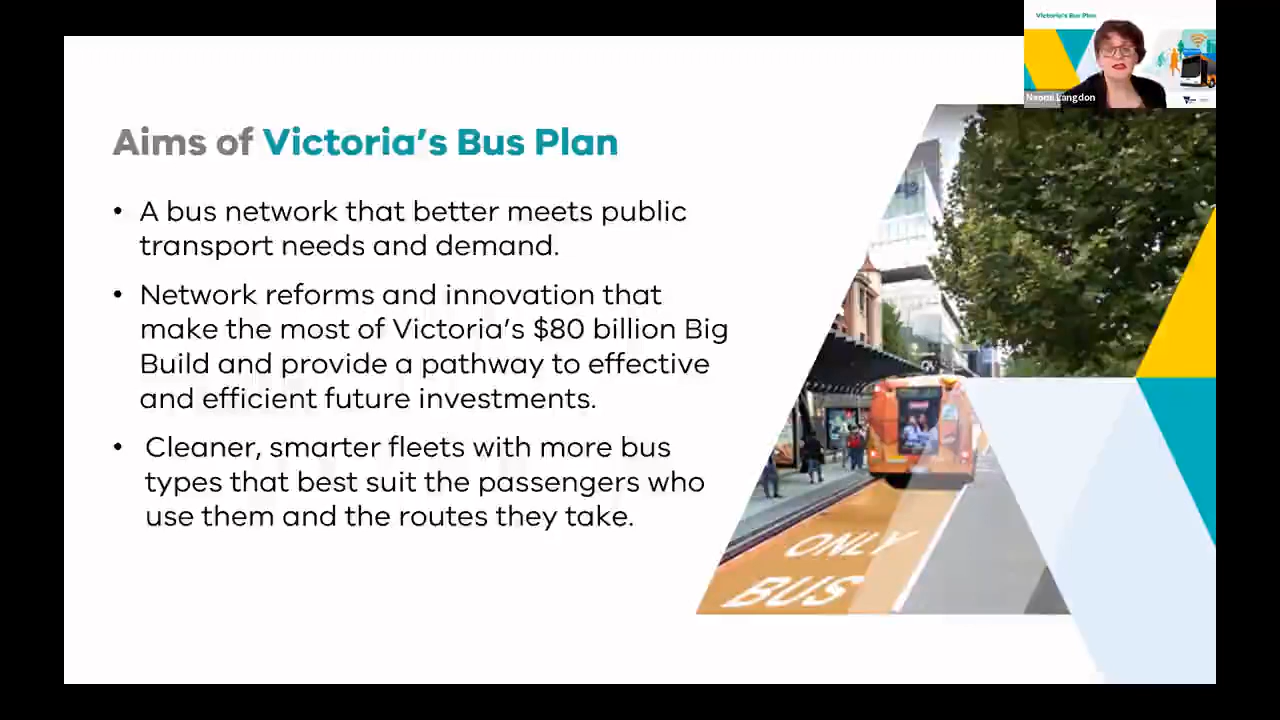 Victoria's Bus Plan
Naomi Langdon
Aims of Victoria's Bus Plan
• A bus network that better meets public
transport needs and demand.
• Network reforms and innovation that
make the most of Victoria's $80 billion Big
Build and provide a pathway to effective
and efficient future investments.
• Cleaner, smarter fleets with more bus
types that best suit the passengers who
use them and the routes they take.
ONLY
BUS